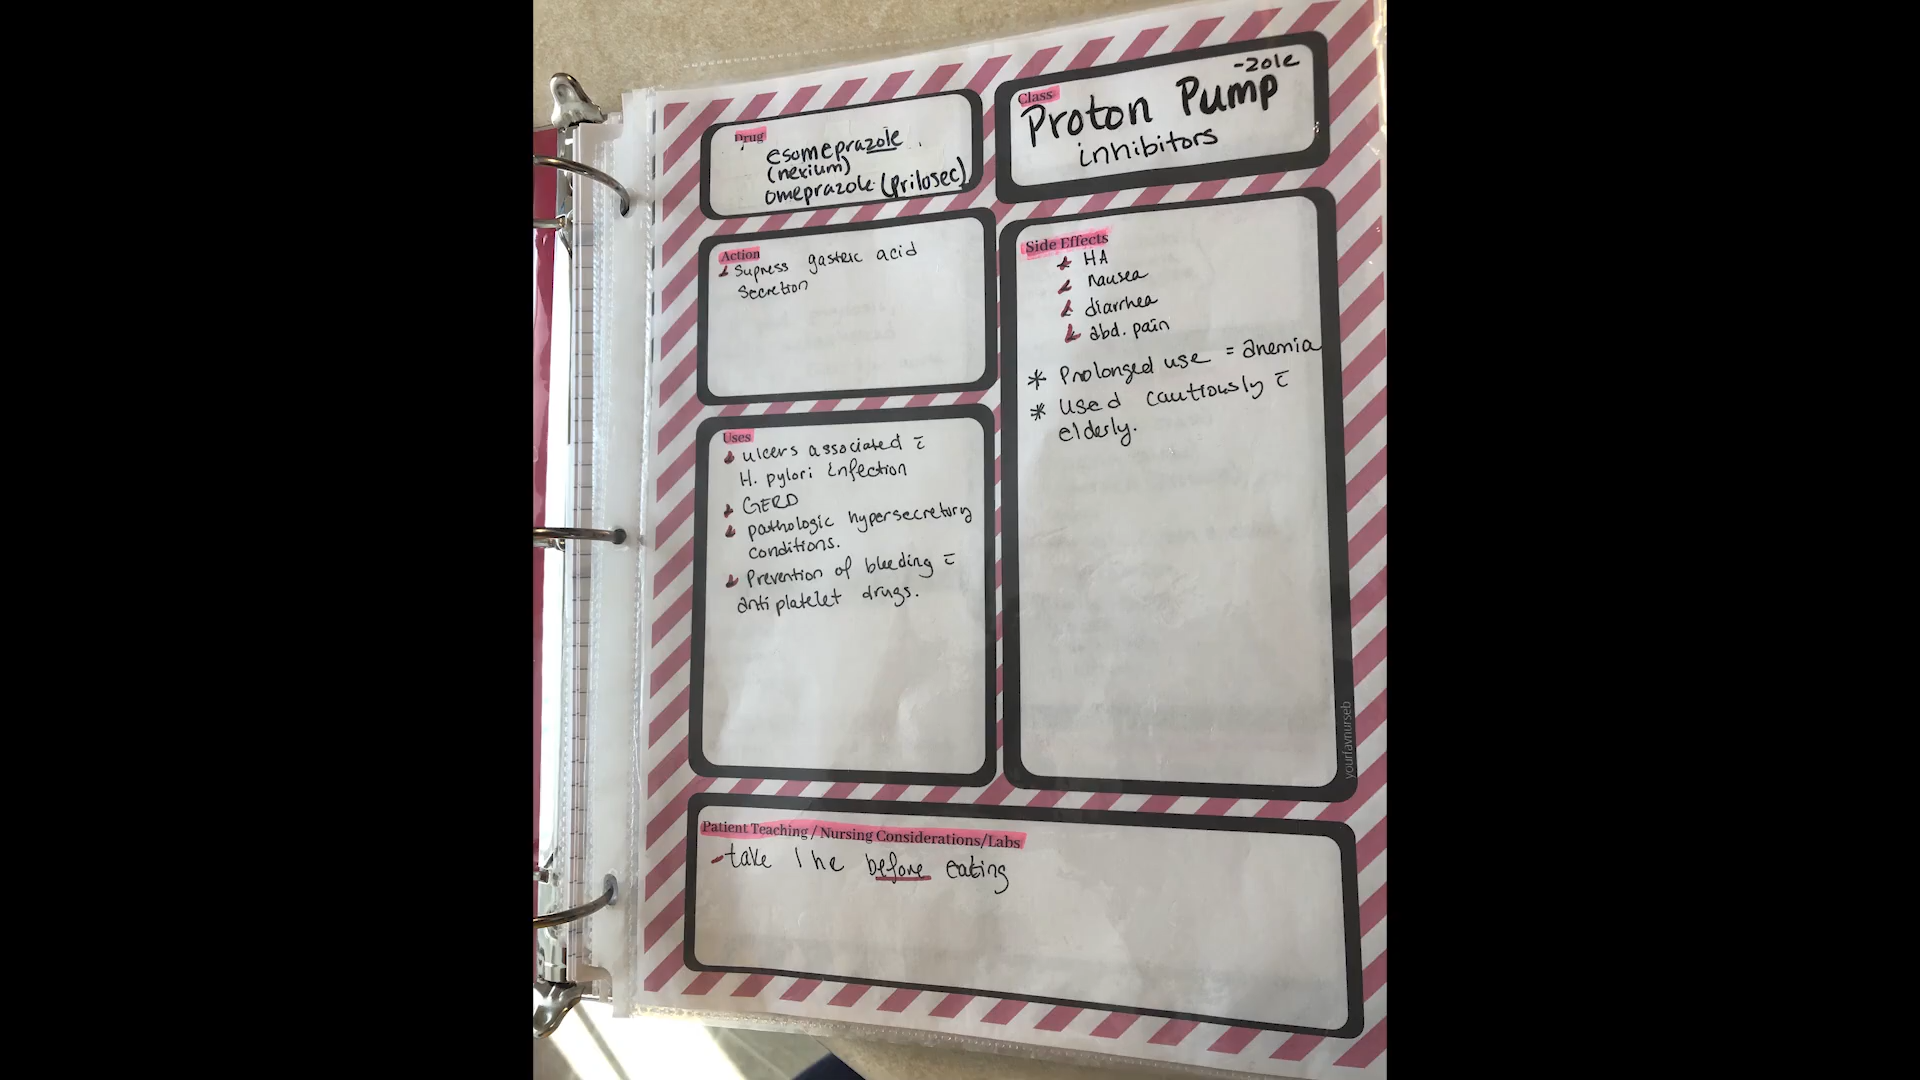 Drug
esomeprazole
(nexium)
omeprazole (prilosec)
-zole
Class
Proton Pump
inhibitors
Action
Supress gastric acid
Secretion
Uses
ulcers associated c̄
H. pylori infection
GERD
pathologic hypersecretory
conditions.
Prevention of bleeding c̄
antiplatelet drugs.
Side Effects
HA
nausea
diarrhea
abd. pain
* Prolonged use = anemia
* Used cautiously c̄
elderly.
yourfavnurseb
Patient Teaching / Nursing Considerations/Labs
-take 1 hr before eating